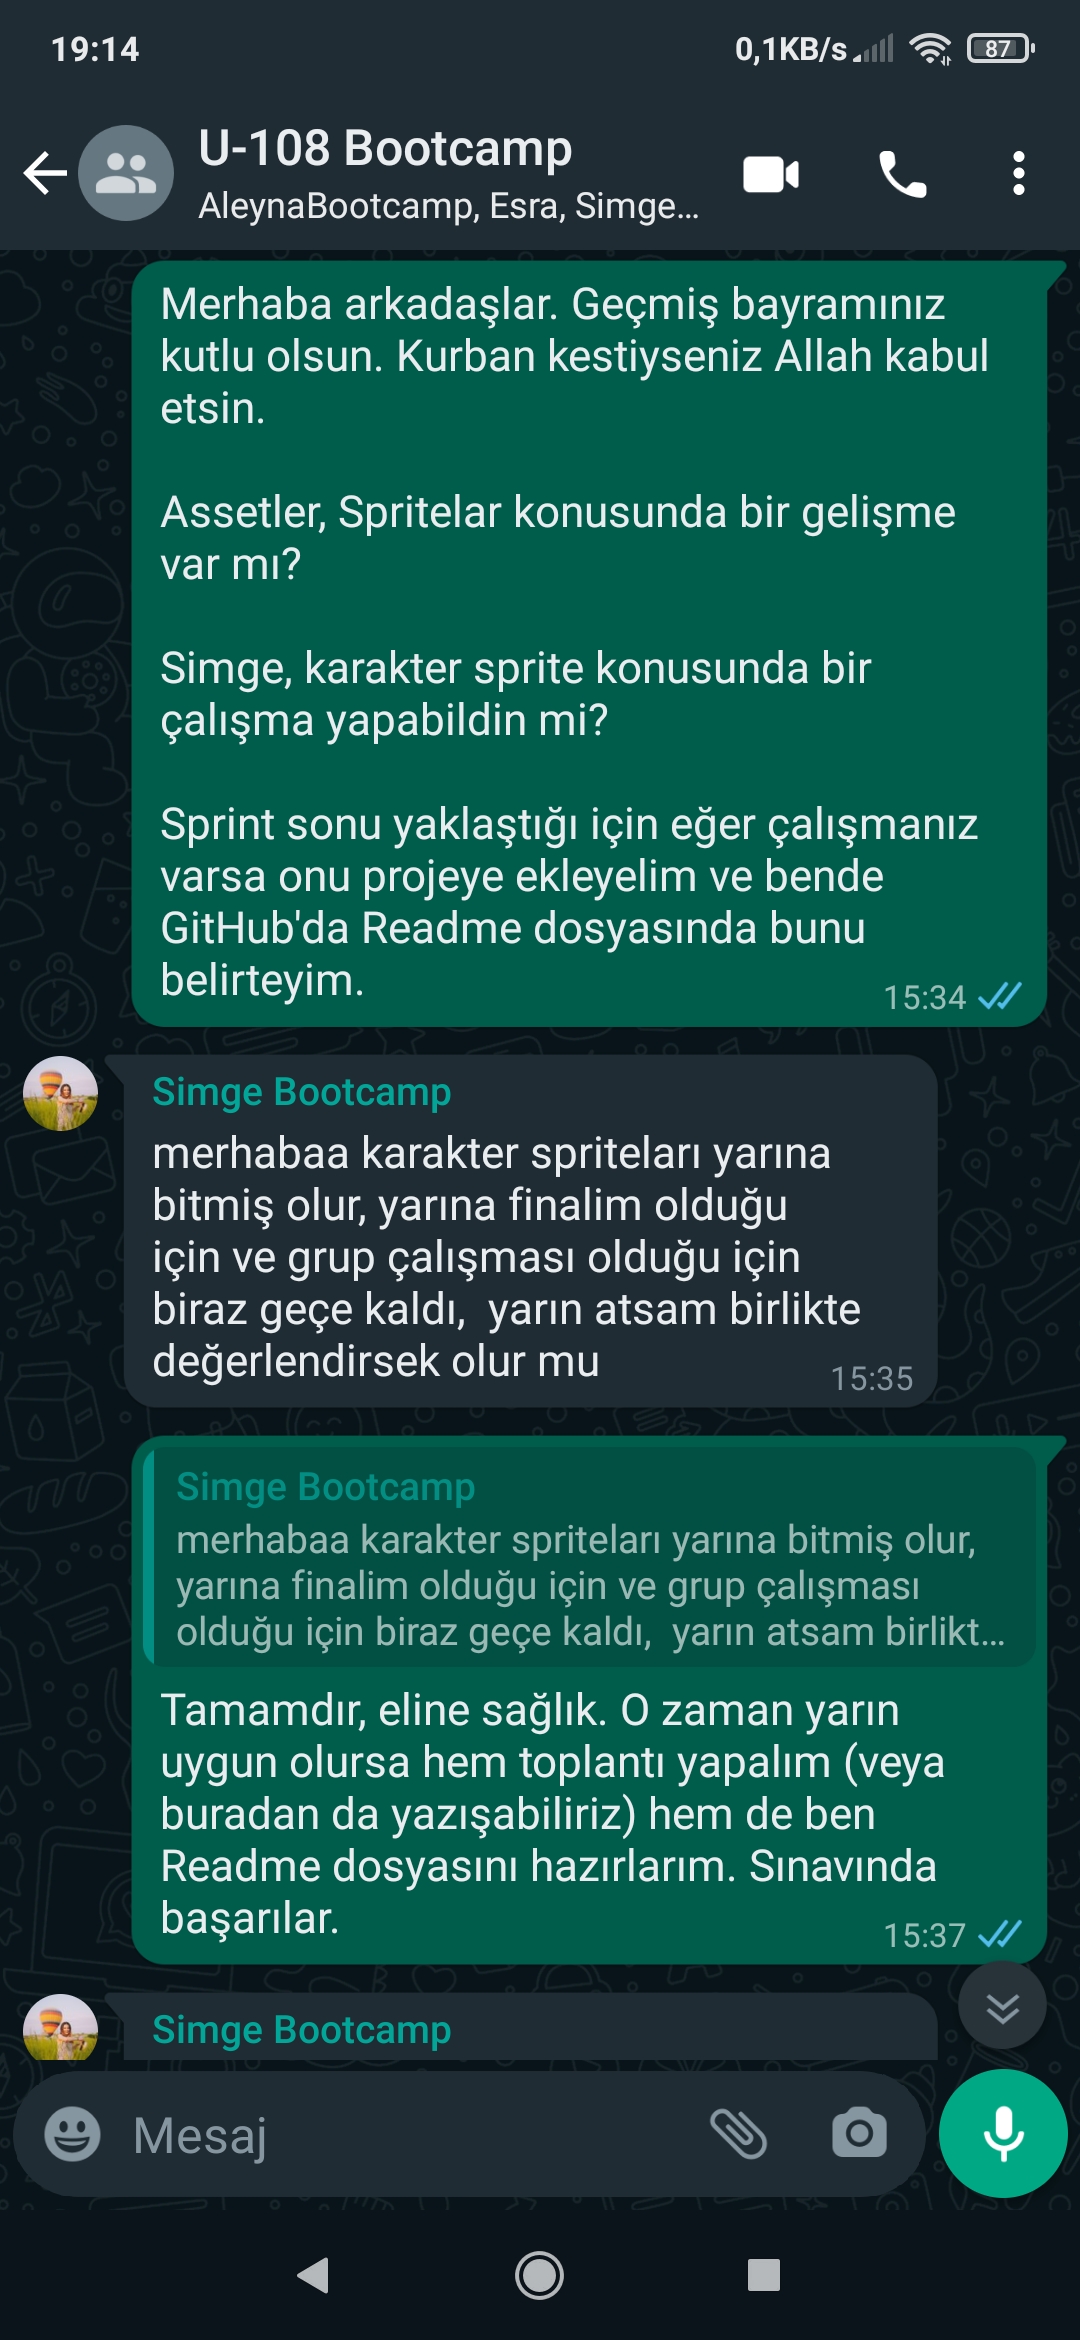 19:14
0,1KB/s
87
U-108 Bootcamp
AleynaBootcamp, Esra, Simge...
Merhaba arkadaşlar. Geçmiş bayramınız
kutlu olsun. Kurban kestiyseniz Allah kabul
etsin.
Assetler, Spritelar konusunda bir gelişme
var mı?
Simge, karakter sprite konusunda bir
çalışma yapabildin mi?
Sprint sonu yaklaştığı için eğer çalışmanız
varsa onu projeye ekleyelim ve bende
GitHub'da Readme dosyasında bunu
belirteyim.
15:34
Simge Bootcamp
merhabaa karakter spriteları yarına
bitmiş olur, yarına finalim olduğu
için ve grup çalışması olduğu için
biraz geçe kaldı,  yarın atsam birlikte
değerlendirsek olur mu
15:35
Simge Bootcamp
merhabaa karakter spriteları yarına bitmiş olur,
yarına finalim olduğu için ve grup çalışması
olduğu için biraz geçe kaldı,  yarın atsam birlikt...
Tamamdır, eline sağlık. O zaman yarın
uygun olursa hem toplantı yapalım (veya
buradan da yazışabiliriz) hem de ben
Readme dosyasını hazırlarım. Sınavında
başarılar.
15:37
Simge Bootcamp
Mesaj